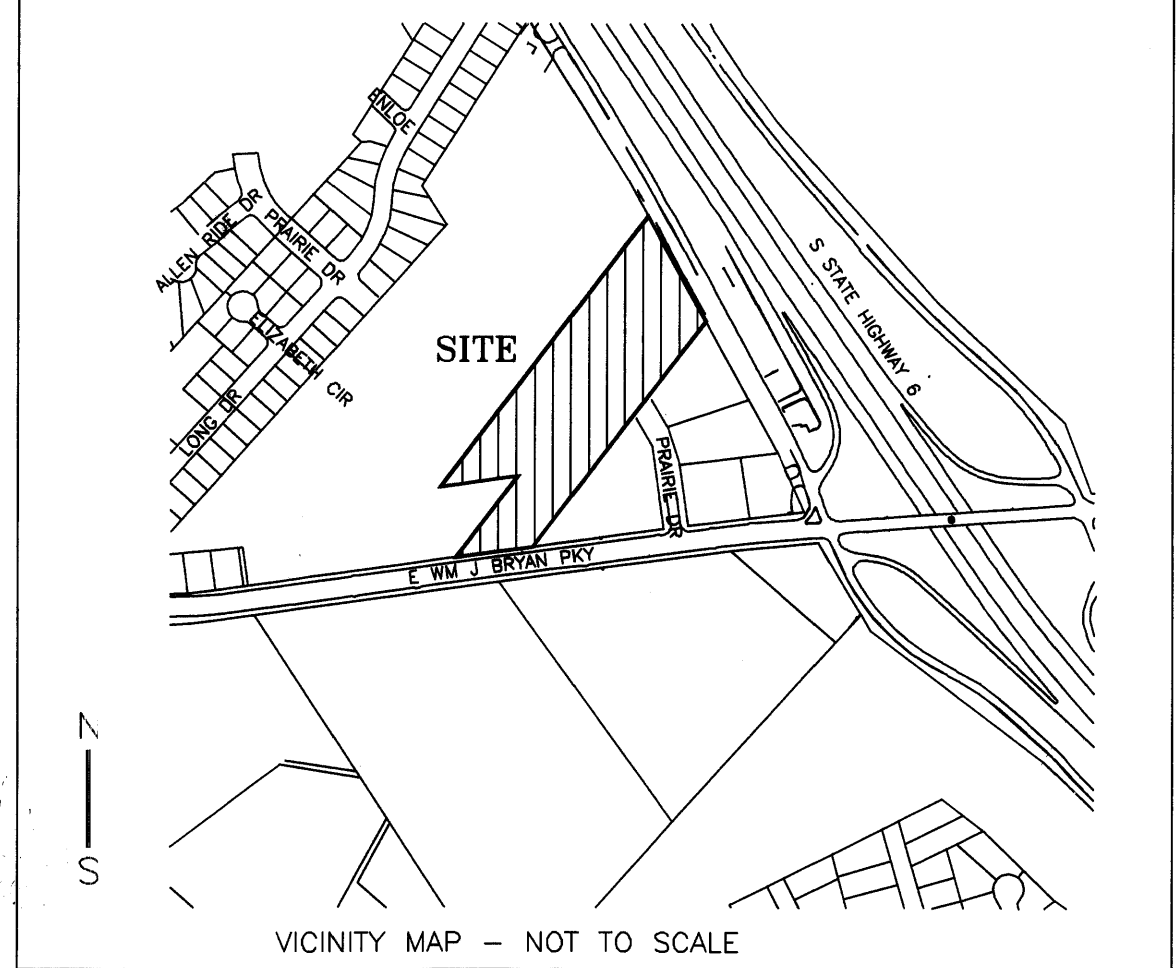 ENLOE
ALLEN RIDE DR
PRAIRIE DR
ELIZABETH CIR
LONG DR
SITE
S STATE HIGHWAY 6
PRAIRIE DR
E WM J BRYAN PKY
N
S
VICINITY MAP - NOT TO SCALE